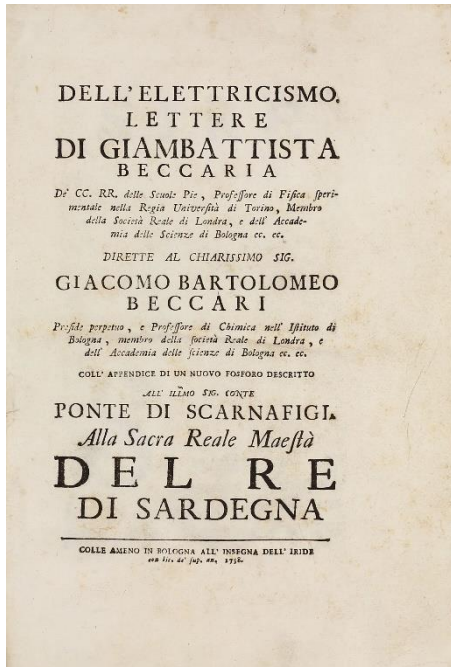 DELL' ELETTRICISMO.
LETTERE
DI GIAMBATTISTA
BECCARIA
De' CC. RR. delle Scuole Pie, Professore di Fisica speri-
mentale nella Regia Università di Torino, Membro
della Società Reale di Londra, e dell' Accade-
mia delle Scienze di Bologna ec. ec.
DIRETTE AL CHIARISSIMO SIG.
GIACOMO BARTOLOMEO
BECCARI
Preside perpetuo, e Professore di Chimica nell' Istituto di
Bologna, membro della società Reale di Londra, e
dell' Accademia delle scienze di Bologna ec. ec.
COLL' APPENDICE DI UN NUOVO FOSFORO DESCRITTO
ALL' ILLM̃O SIG. CONTE
PONTE DI SCARNAFIGI.
Alla Sacra Reale Maestà
DEL RE
DI SARDEGNA
COLLE AMENO IN BOLOGNA ALL' INSEGNA DELL' IRIDE
con lic. de' sup. an. 1758.